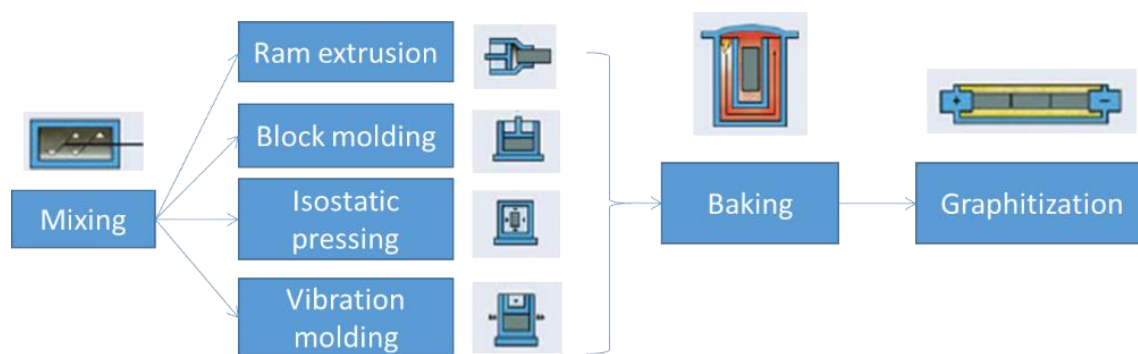 Ram extrusion
Block molding
Mixing
Isostatic
pressing
Vibration
molding
Baking
Graphitization
+
-